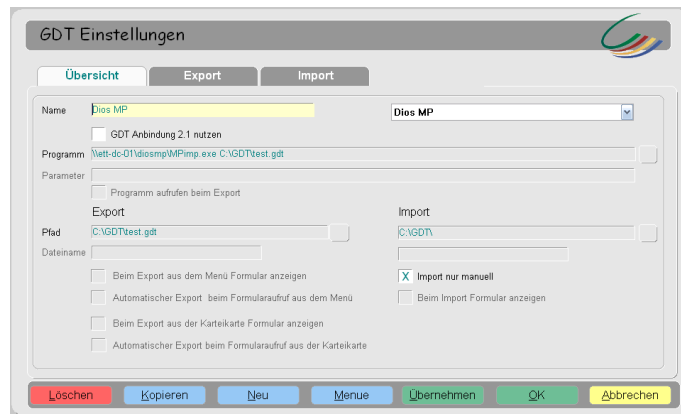 GDT Einstellungen
Übersicht Export Import
Name Dios MP Dios MP
GDT Anbindung 2.1 nutzen
Programm \\ett-dc-01\diosmp\MPimp.exe C:\GDT\test.gdt
Parameter
Programm aufrufen beim Export
Export Import
Pfad C:\GDT\test.gdt C:\GDT\
Dateiname
Beim Export aus dem Menü Formular anzeigen X Import nur manuell
Automatischer Export beim Formularaufruf aus dem Menü Beim Import Formular anzeigen
Beim Export aus der Karteikarte Formular anzeigen
Automatischer Export beim Formularaufruf aus der Karteikarte
Löschen Kopieren Neu Menue Übernehmen OK Abbrechen